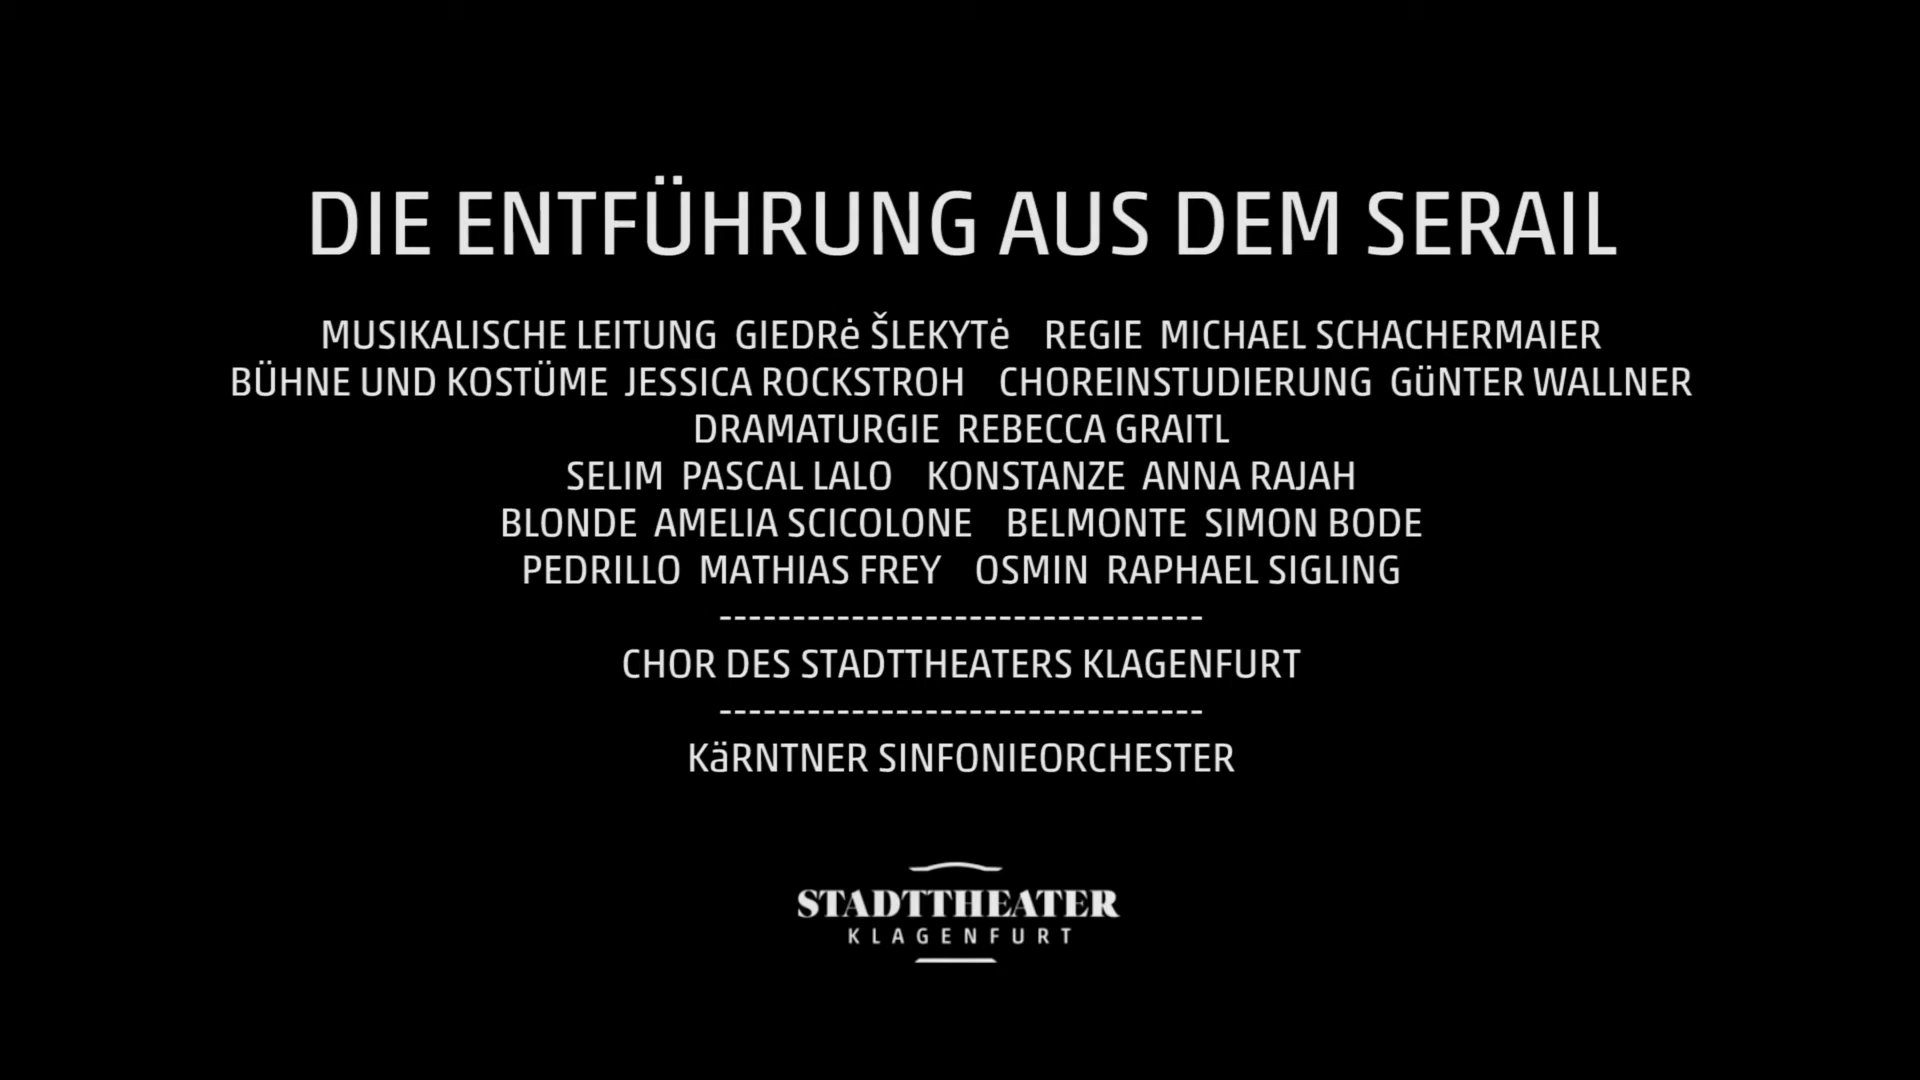 DIE ENTFÜHRUNG AUS DEM SERAIL
MUSIKALISCHE LEITUNG GIEDRė ŠLEKYTė REGIE MICHAEL SCHACHERMAIER
BÜHNE UND KOSTÜME JESSICA ROCKSTROH CHOREINSTUDIERUNG GüNTER WALLNER
DRAMATURGIE REBECCA GRAITL
SELIM PASCAL LALO KONSTANZE ANNA RAJAH
BLONDE AMELIA SCICOLONE BELMONTE SIMON BODE
PEDRILLO MATHIAS FREY OSMIN RAPHAEL SIGLING
---------------------------------
CHOR DES STADTTHEATERS KLAGENFURT
---------------------------------
KäRNTNER SINFONIEORCHESTER
STADTTHEATER
KLAGENFURT